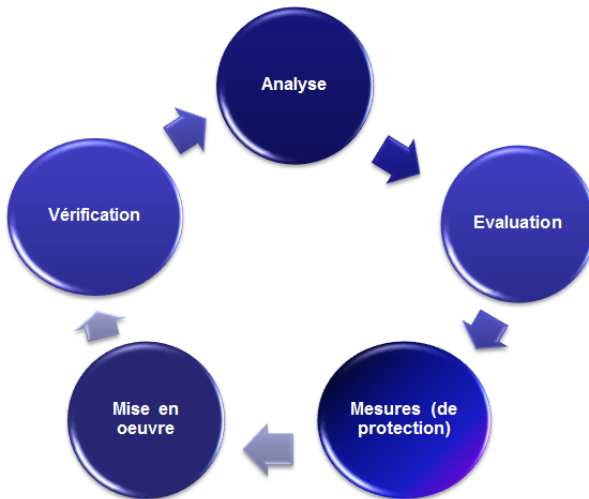 Analyse
Evaluation
Mesures (de
protection)
Mise en
oeuvre
Vérification